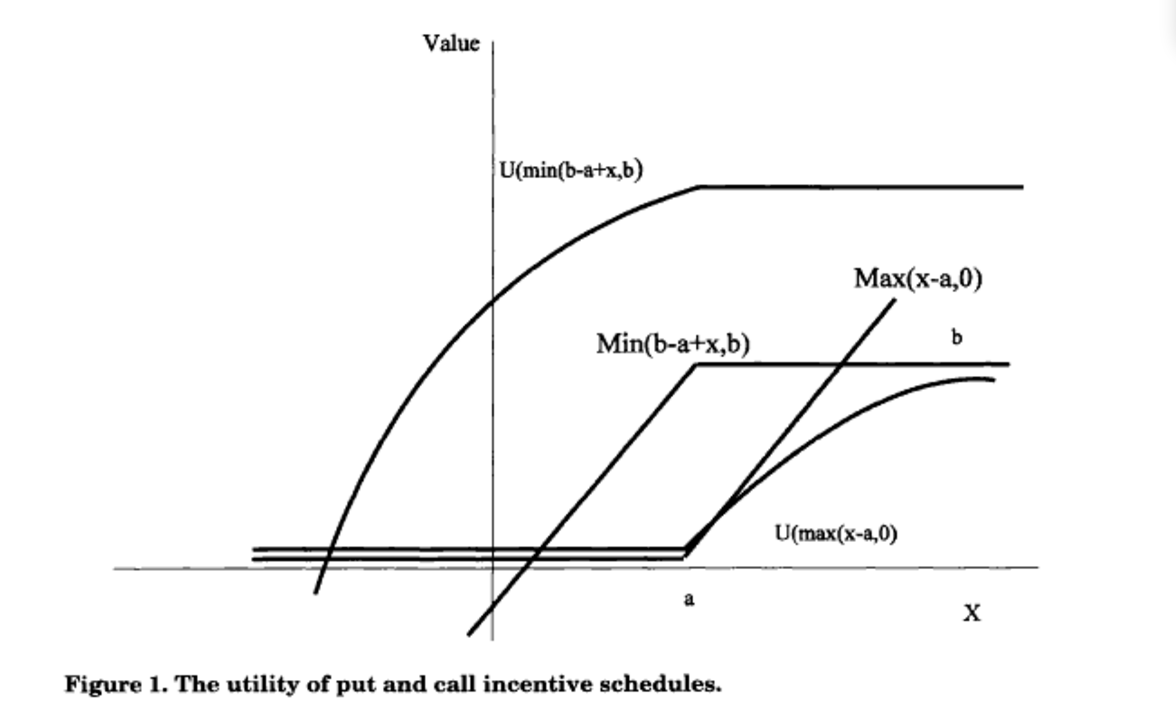 Value
U(min(b-a+x,b)
Max(x-a,0)
b
Min(b-a+x,b)
U(max(x-a,0)
a
X
Figure 1. The utility of put and call incentive schedules.